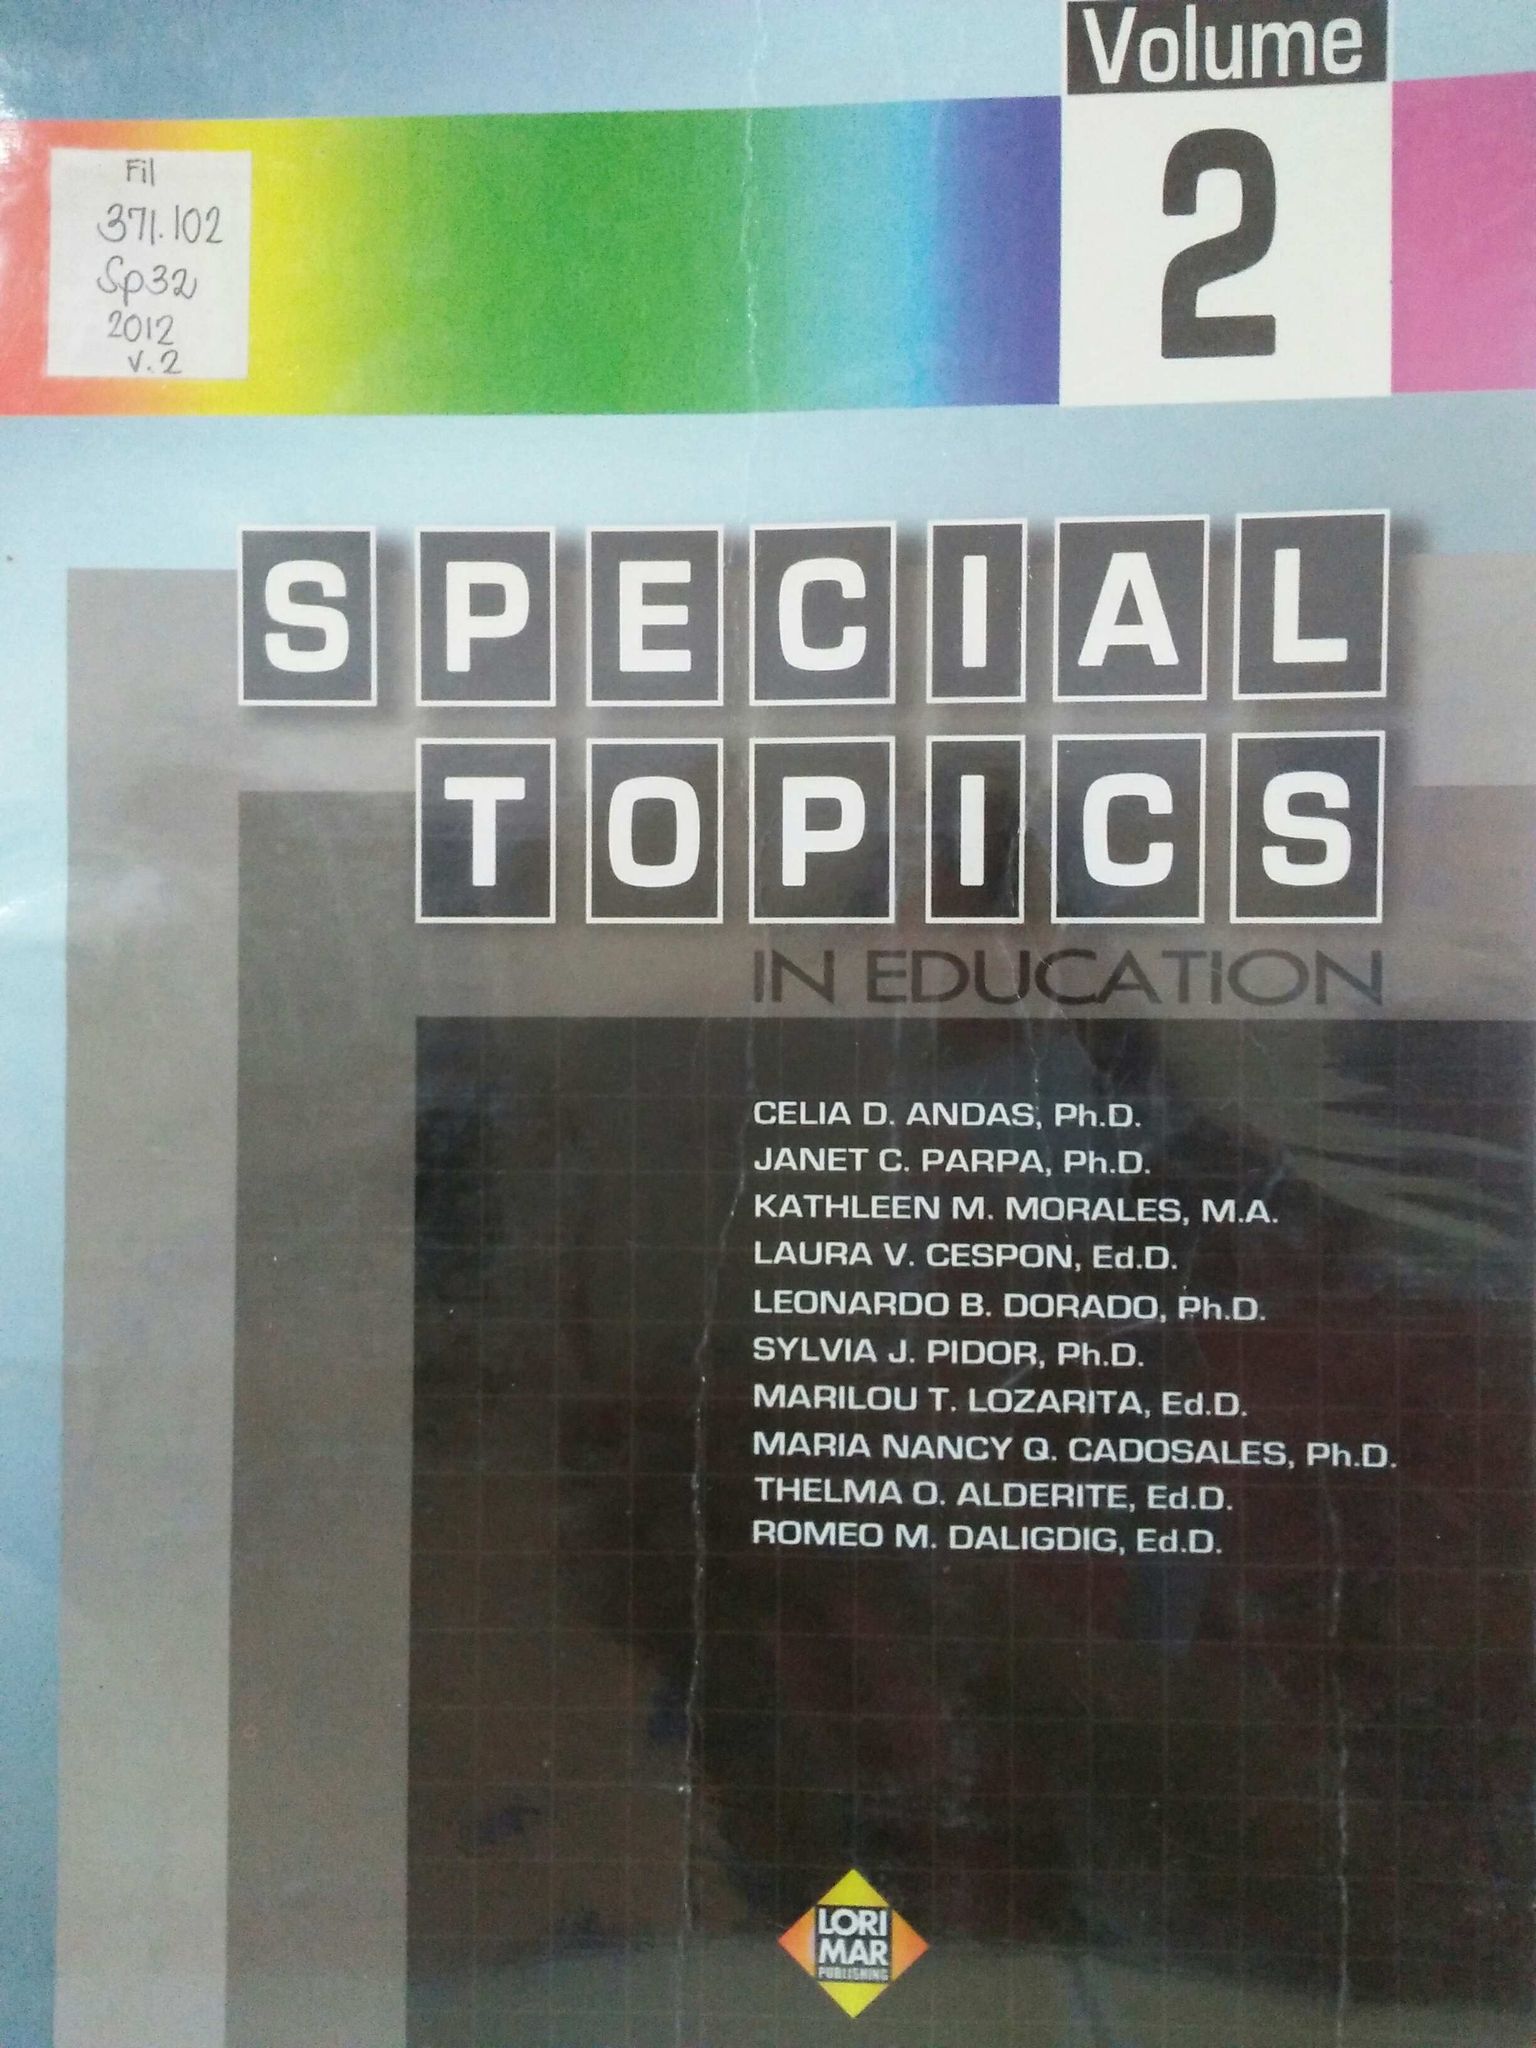 Volume
2
Fil
371.102
Sp32
2012
v.2
SPECIAL
TOPICS
IN EDUCATION
CELIA D. ANDAS, Ph.D.
JANET C. PARPA, Ph.D.
KATHLEEN M. MORALES, M.A.
LAURA V. CESPON, Ed.D.
LEONARDO B. DORADO, Ph.D.
SYLVIA J. PIDOR, Ph.D.
MARILOU T. LOZARITA, Ed.D.
MARIA NANCY Q. CADOSALES, Ph.D.
THELMA O. ALDERITE, Ed.D.
ROMEO M. DALIGDIG, Ed.D.
LORI
MAR
PUBLISHING